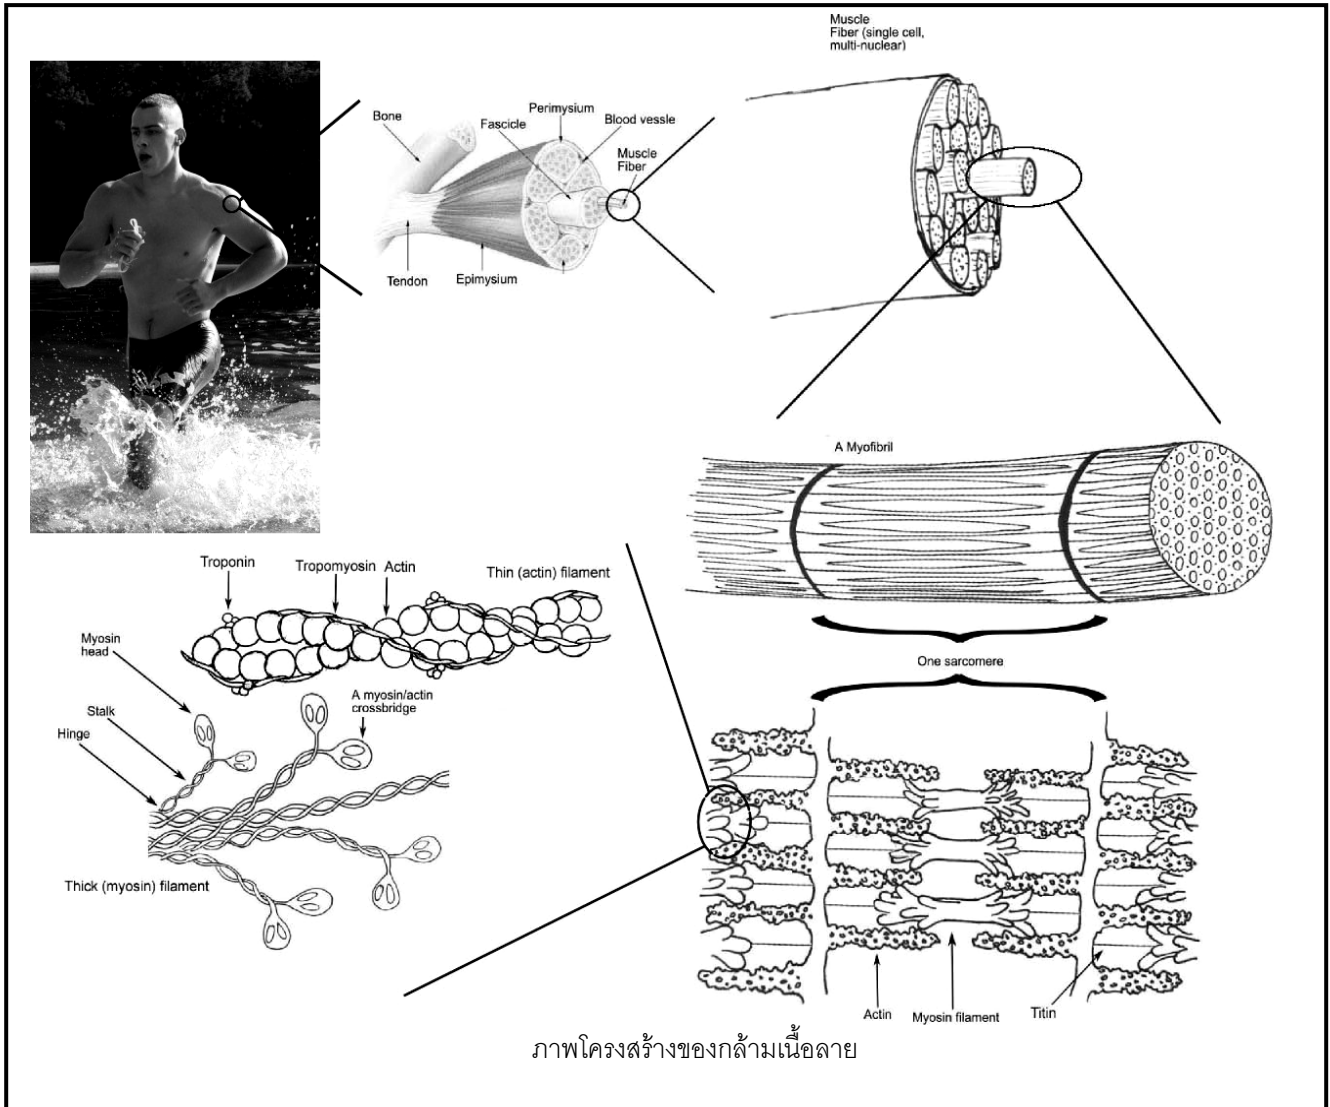 Muscle
Fiber (single cell,
multi-nuclear)
Bone
Fascicle
Perimysium
Blood vessle
Muscle
Fiber
Tendon
Epimysium
A Myofibril
Troponin
Tropomyosin
Actin
Thin (actin) filament
Myosin
head
Stalk
Hinge
A myosin/actin
crossbridge
Thick (myosin) filament
One sarcomere
Actin
Myosin filament
Titin
ภาพโครงสร้างของกล้ามเนื้อลาย